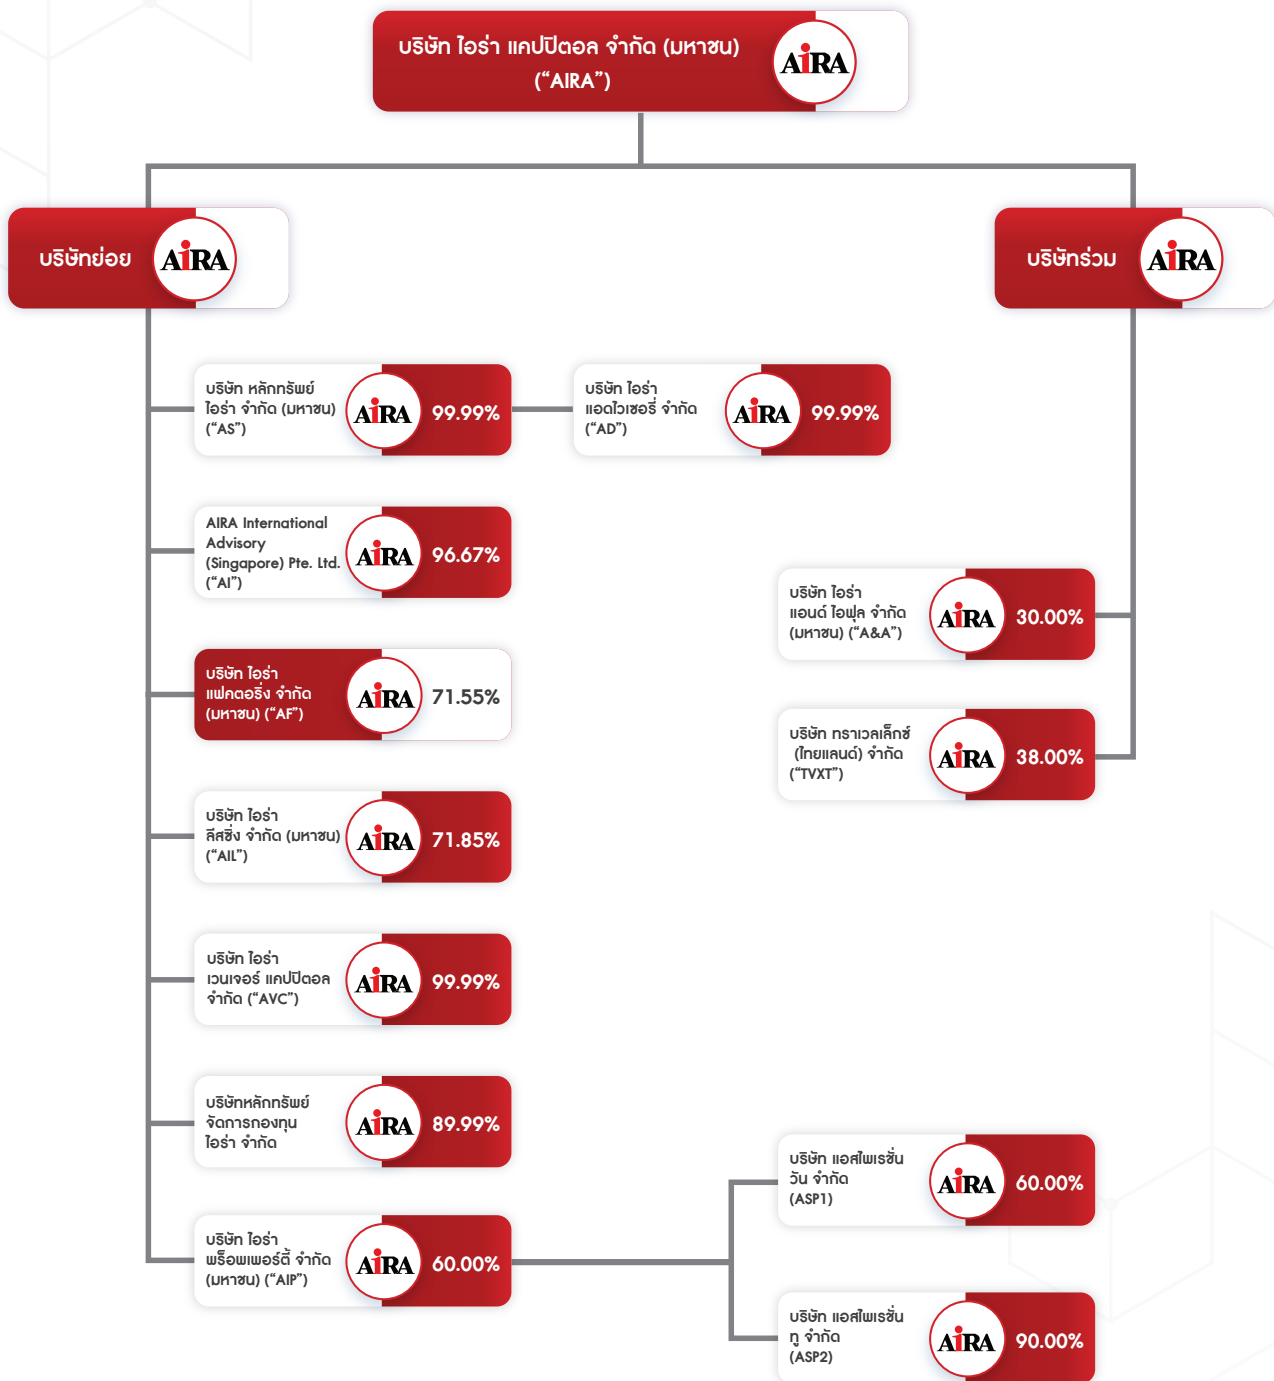 บริษัท ไอร่า แคปปิตอล จำกัด (มหาชน)
(“AIRA”)
AiRA
บริษัทย่อย
AiRA
บริษัทร่วม
AiRA
บริษัท หลักทรัพย์
ไอร่า จำกัด (มหาชน)
(“AS”)
AiRA
99.99%
บริษัท ไอร่า
แอดไวเซอรี่ จำกัด
(“AD”)
AiRA
99.99%
AIRA International
Advisory
(Singapore) Pte. Ltd.
(“AI”)
AiRA
96.67%
บริษัท ไอร่า
แอนด์ ไอฟุล จำกัด
(มหาชน) (“A&A”)
AiRA
30.00%
บริษัท ไอร่า
แฟคตอริ่ง จำกัด
(มหาชน) (“AF”)
AiRA
71.55%
บริษัท ทราเวลเล็กซ์
(ไทยแลนด์) จำกัด
(“TVXT”)
AiRA
38.00%
บริษัท ไอร่า
ลีสซิ่ง จำกัด (มหาชน)
(“AIL”)
AiRA
71.85%
บริษัท ไอร่า
เวนเจอร์ แคปปิตอล
จำกัด (“AVC”)
AiRA
99.99%
บริษัทหลักทรัพย์
จัดการกองทุน
ไอร่า จำกัด
AiRA
89.99%
บริษัท แอสไพเรชั่น
วัน จำกัด
(ASP1)
AiRA
60.00%
บริษัท ไอร่า
พร็อพเพอร์ตี้ จำกัด
(มหาชน) (“AIP”)
AiRA
60.00%
บริษัท แอสไพเรชั่น
ทู จำกัด
(ASP2)
AiRA
90.00%